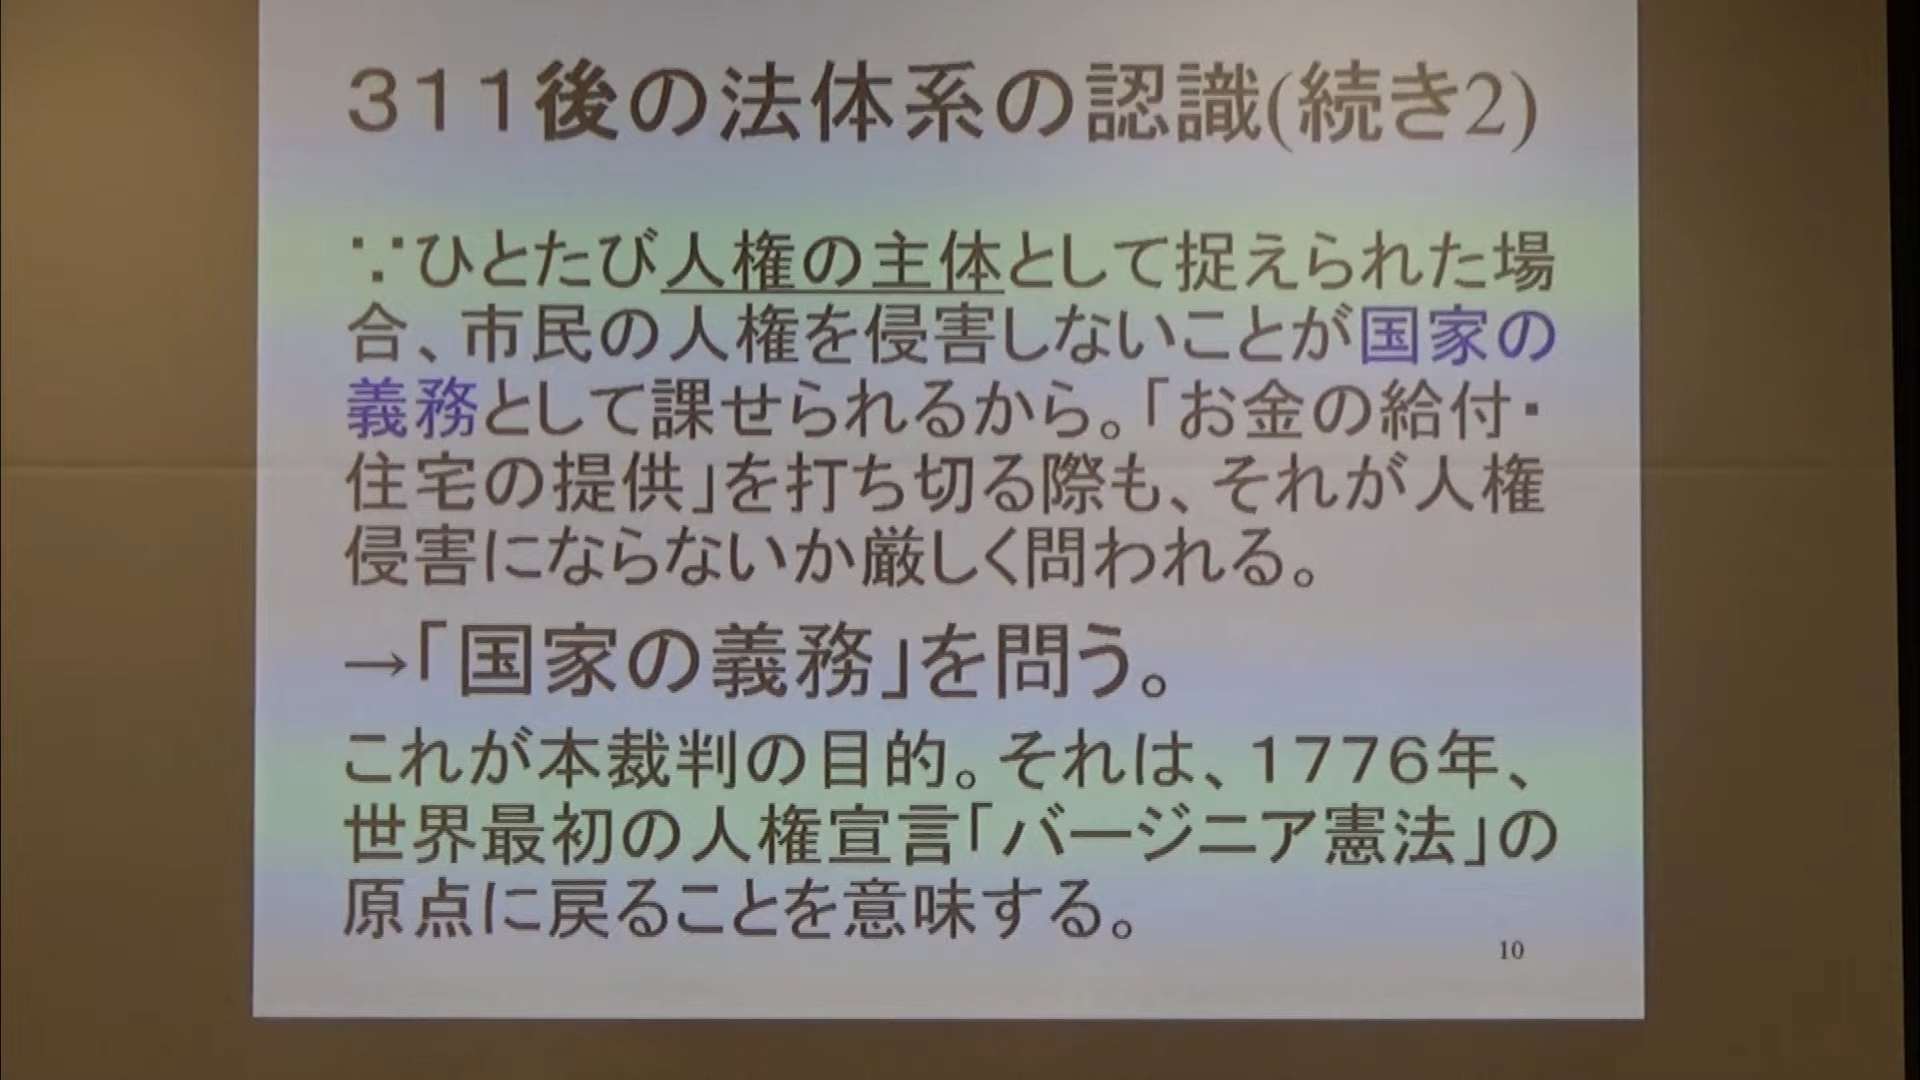 ３１１後の法体系の認識(続き2)
∵ひとたび人権の主体として捉えられた場
合、市民の人権を侵害しないことが国家の
義務として課せられるから。「お金の給付・
住宅の提供」を打ち切る際も、それが人権
侵害にならないか厳しく問われる。
→「国家の義務」を問う。
これが本裁判の目的。それは、１７７６年、
世界最初の人権宣言「バージニア憲法」の
原点に戻ることを意味する。
10